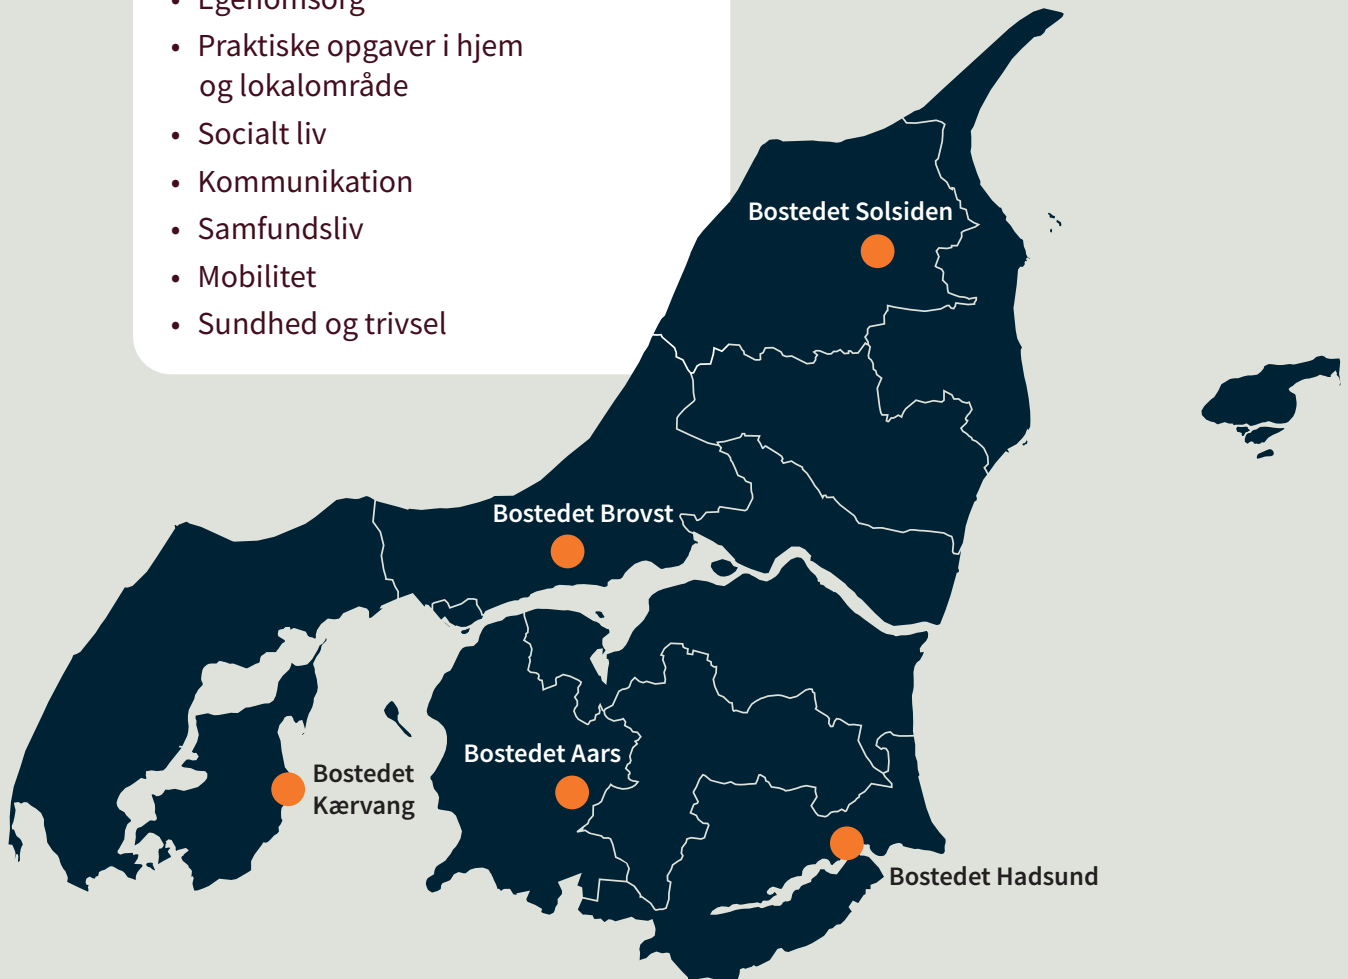 • Egenomsorg
• Praktiske opgaver i hjem
og lokalområde
• Socialt liv
• Kommunikation
• Samfundsliv
• Mobilitet
• Sundhed og trivsel
Bostedet Solsiden
Bostedet Brovst
Bostedet Aars
Bostedet
Kærvang
Bostedet Hadsund